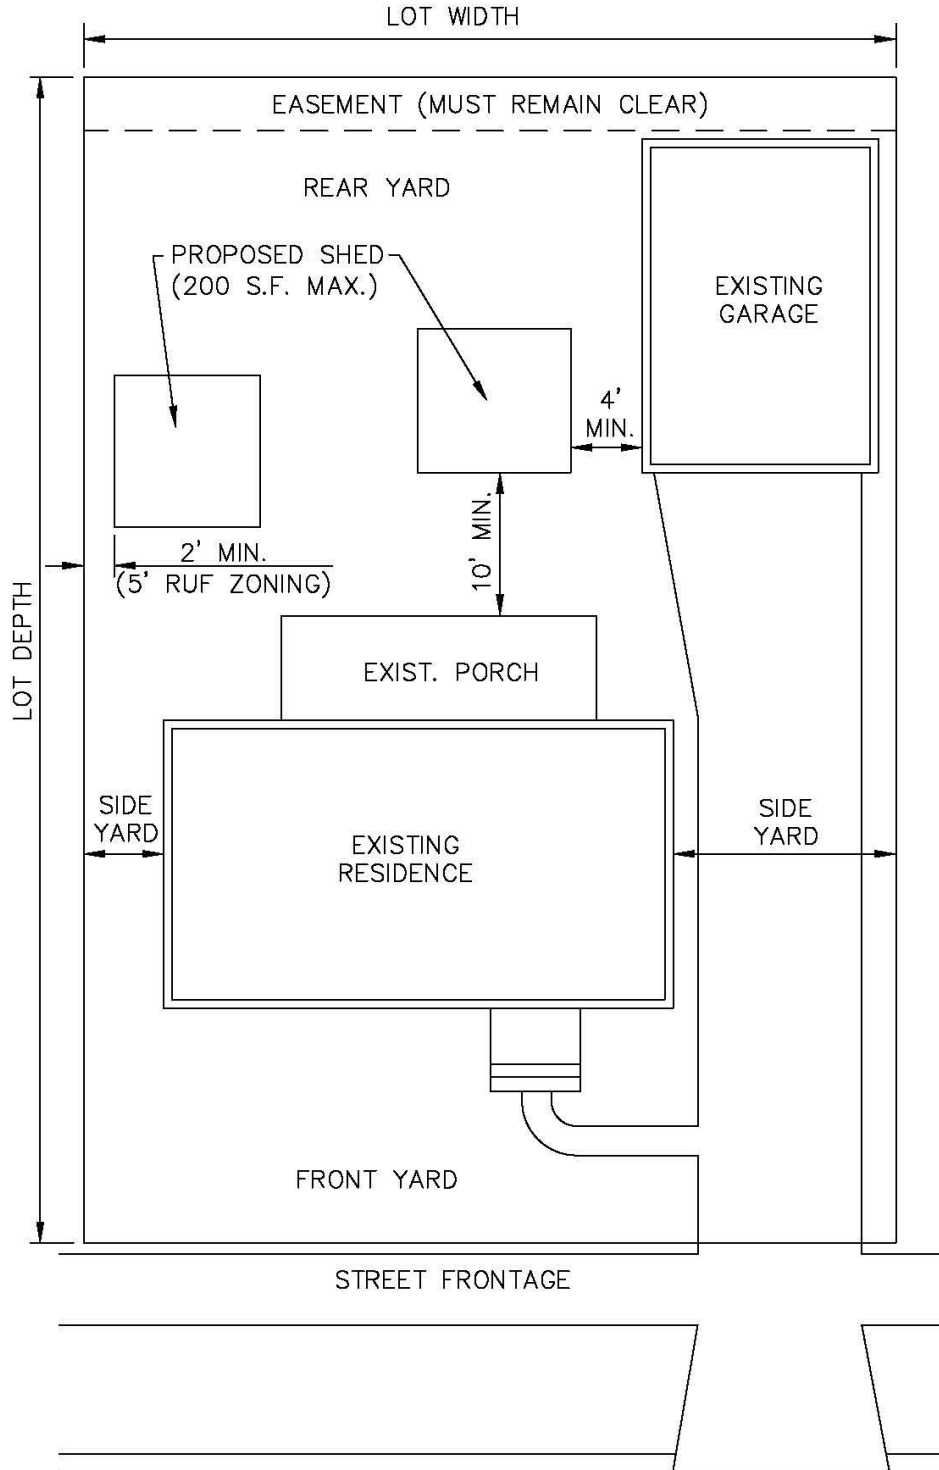 LOT WIDTH
EASEMENT (MUST REMAIN CLEAR)
REAR YARD
PROPOSED SHED
(200 S.F. MAX.)
EXISTING
GARAGE
4'
MIN.
10' MIN.
2' MIN.
(5' RUF ZONING)
LOT DEPTH
EXIST. PORCH
SIDE
YARD
EXISTING
RESIDENCE
SIDE
YARD
FRONT YARD
STREET FRONTAGE